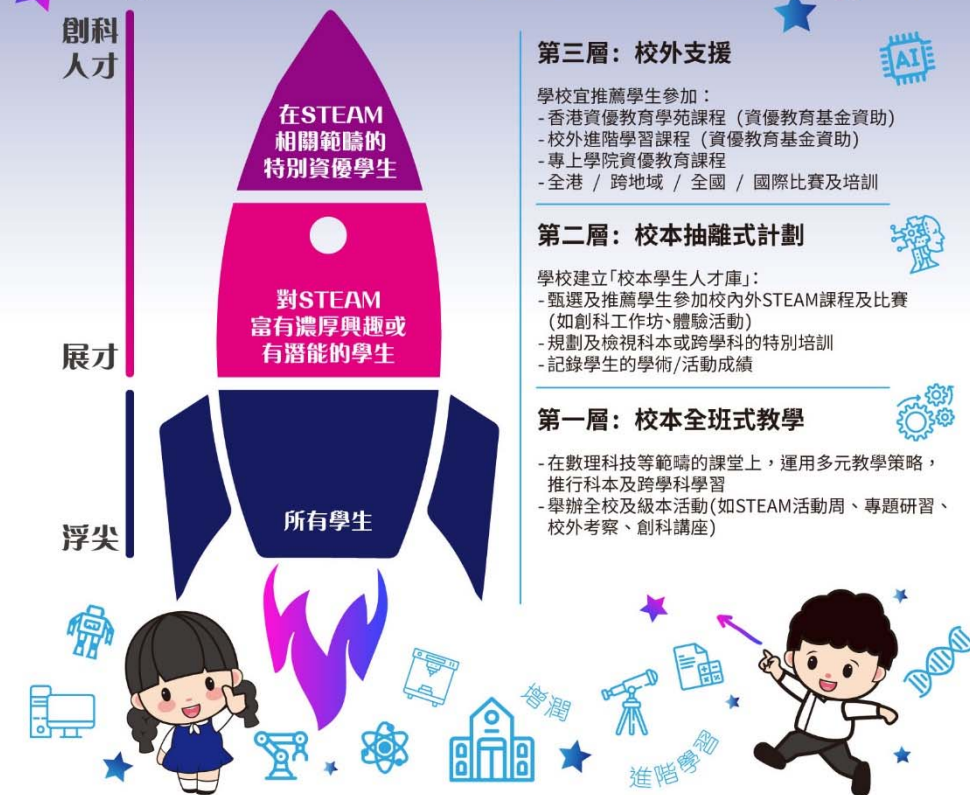 創科
人才
在STEAM
相關範疇的
特別資優學生
對STEAM
富有濃厚興趣或
有潛能的學生
展才
所有學生
浮尖
第三層：校外支援
AI
學校宜推薦學生參加：
-香港資優教育學苑課程（資優教育基金資助）
-校外進階學習課程（資優教育基金資助）
-專上學院資優教育課程
-全港 / 跨地域 / 全國 / 國際比賽及培訓
第二層：校本抽離式計劃
學校建立「校本學生人才庫」：
-甄選及推薦學生參加校內外STEAM課程及比賽
(如創科工作坊、體驗活動)
-規劃及檢視科本或跨學科的特別培訓
-記錄學生的學術/活動成績
第一層：校本全班式教學
-在數理科技等範疇的課堂上，運用多元教學策略，
推行科本及跨學科學習
-舉辦全校及級本活動(如STEAM活動周、專題研習、
校外考察、創科講座)
增潤
進階學習